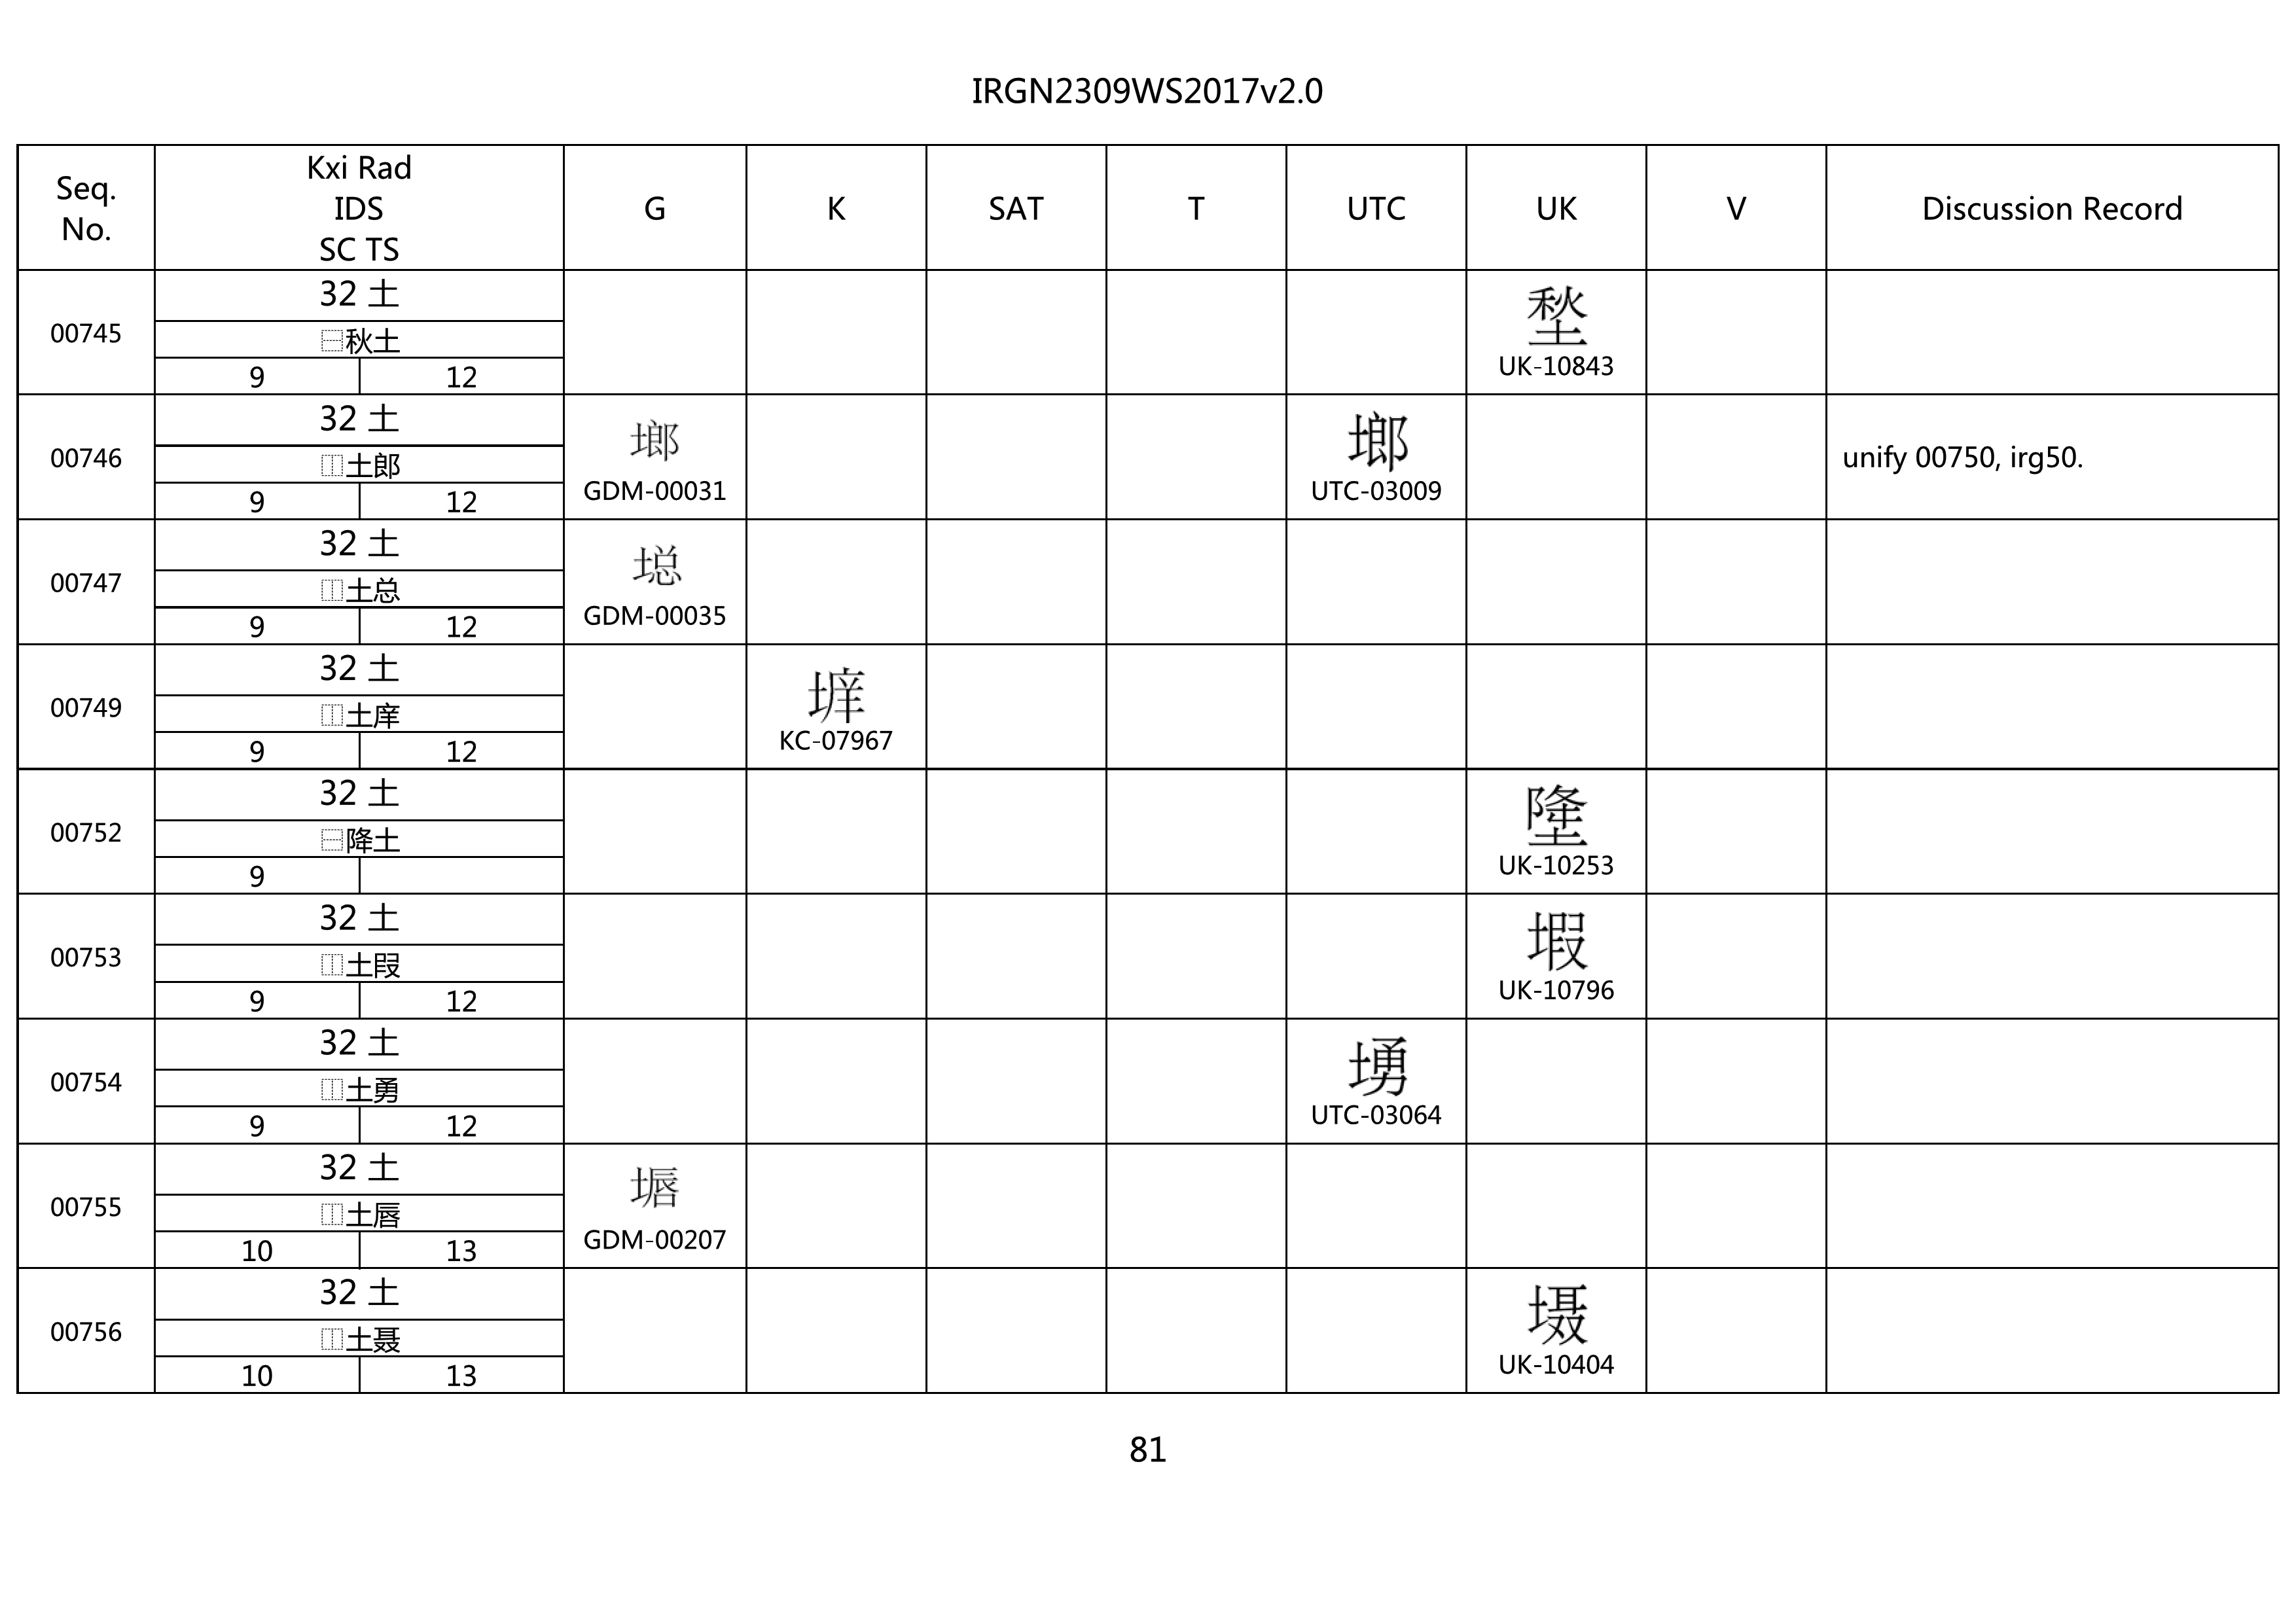 IRGN2309WS2017v2.0
Seq. No. Kxi Rad IDS SC TS G K SAT T UTC UK V Discussion Record
00745
32 土
⿱秋土
9 12
UK-10843
00746
32 土
⿰土郎
9 12
GDM-00031
UTC-03009
unify 00750, irg50.
00747
32 土
⿰土总
9 12
GDM-00035
00749
32 土
⿰土庠
9 12
KC-07967
00752
32 土
⿱降土
9
UK-10253
00753
32 土
⿰土叚
9 12
UK-10796
00754
32 土
⿰土勇
9 12
UTC-03064
00755
32 土
⿰土唇
10 13
GDM-00207
00756
32 土
⿰土聂
10 13
UK-10404
81